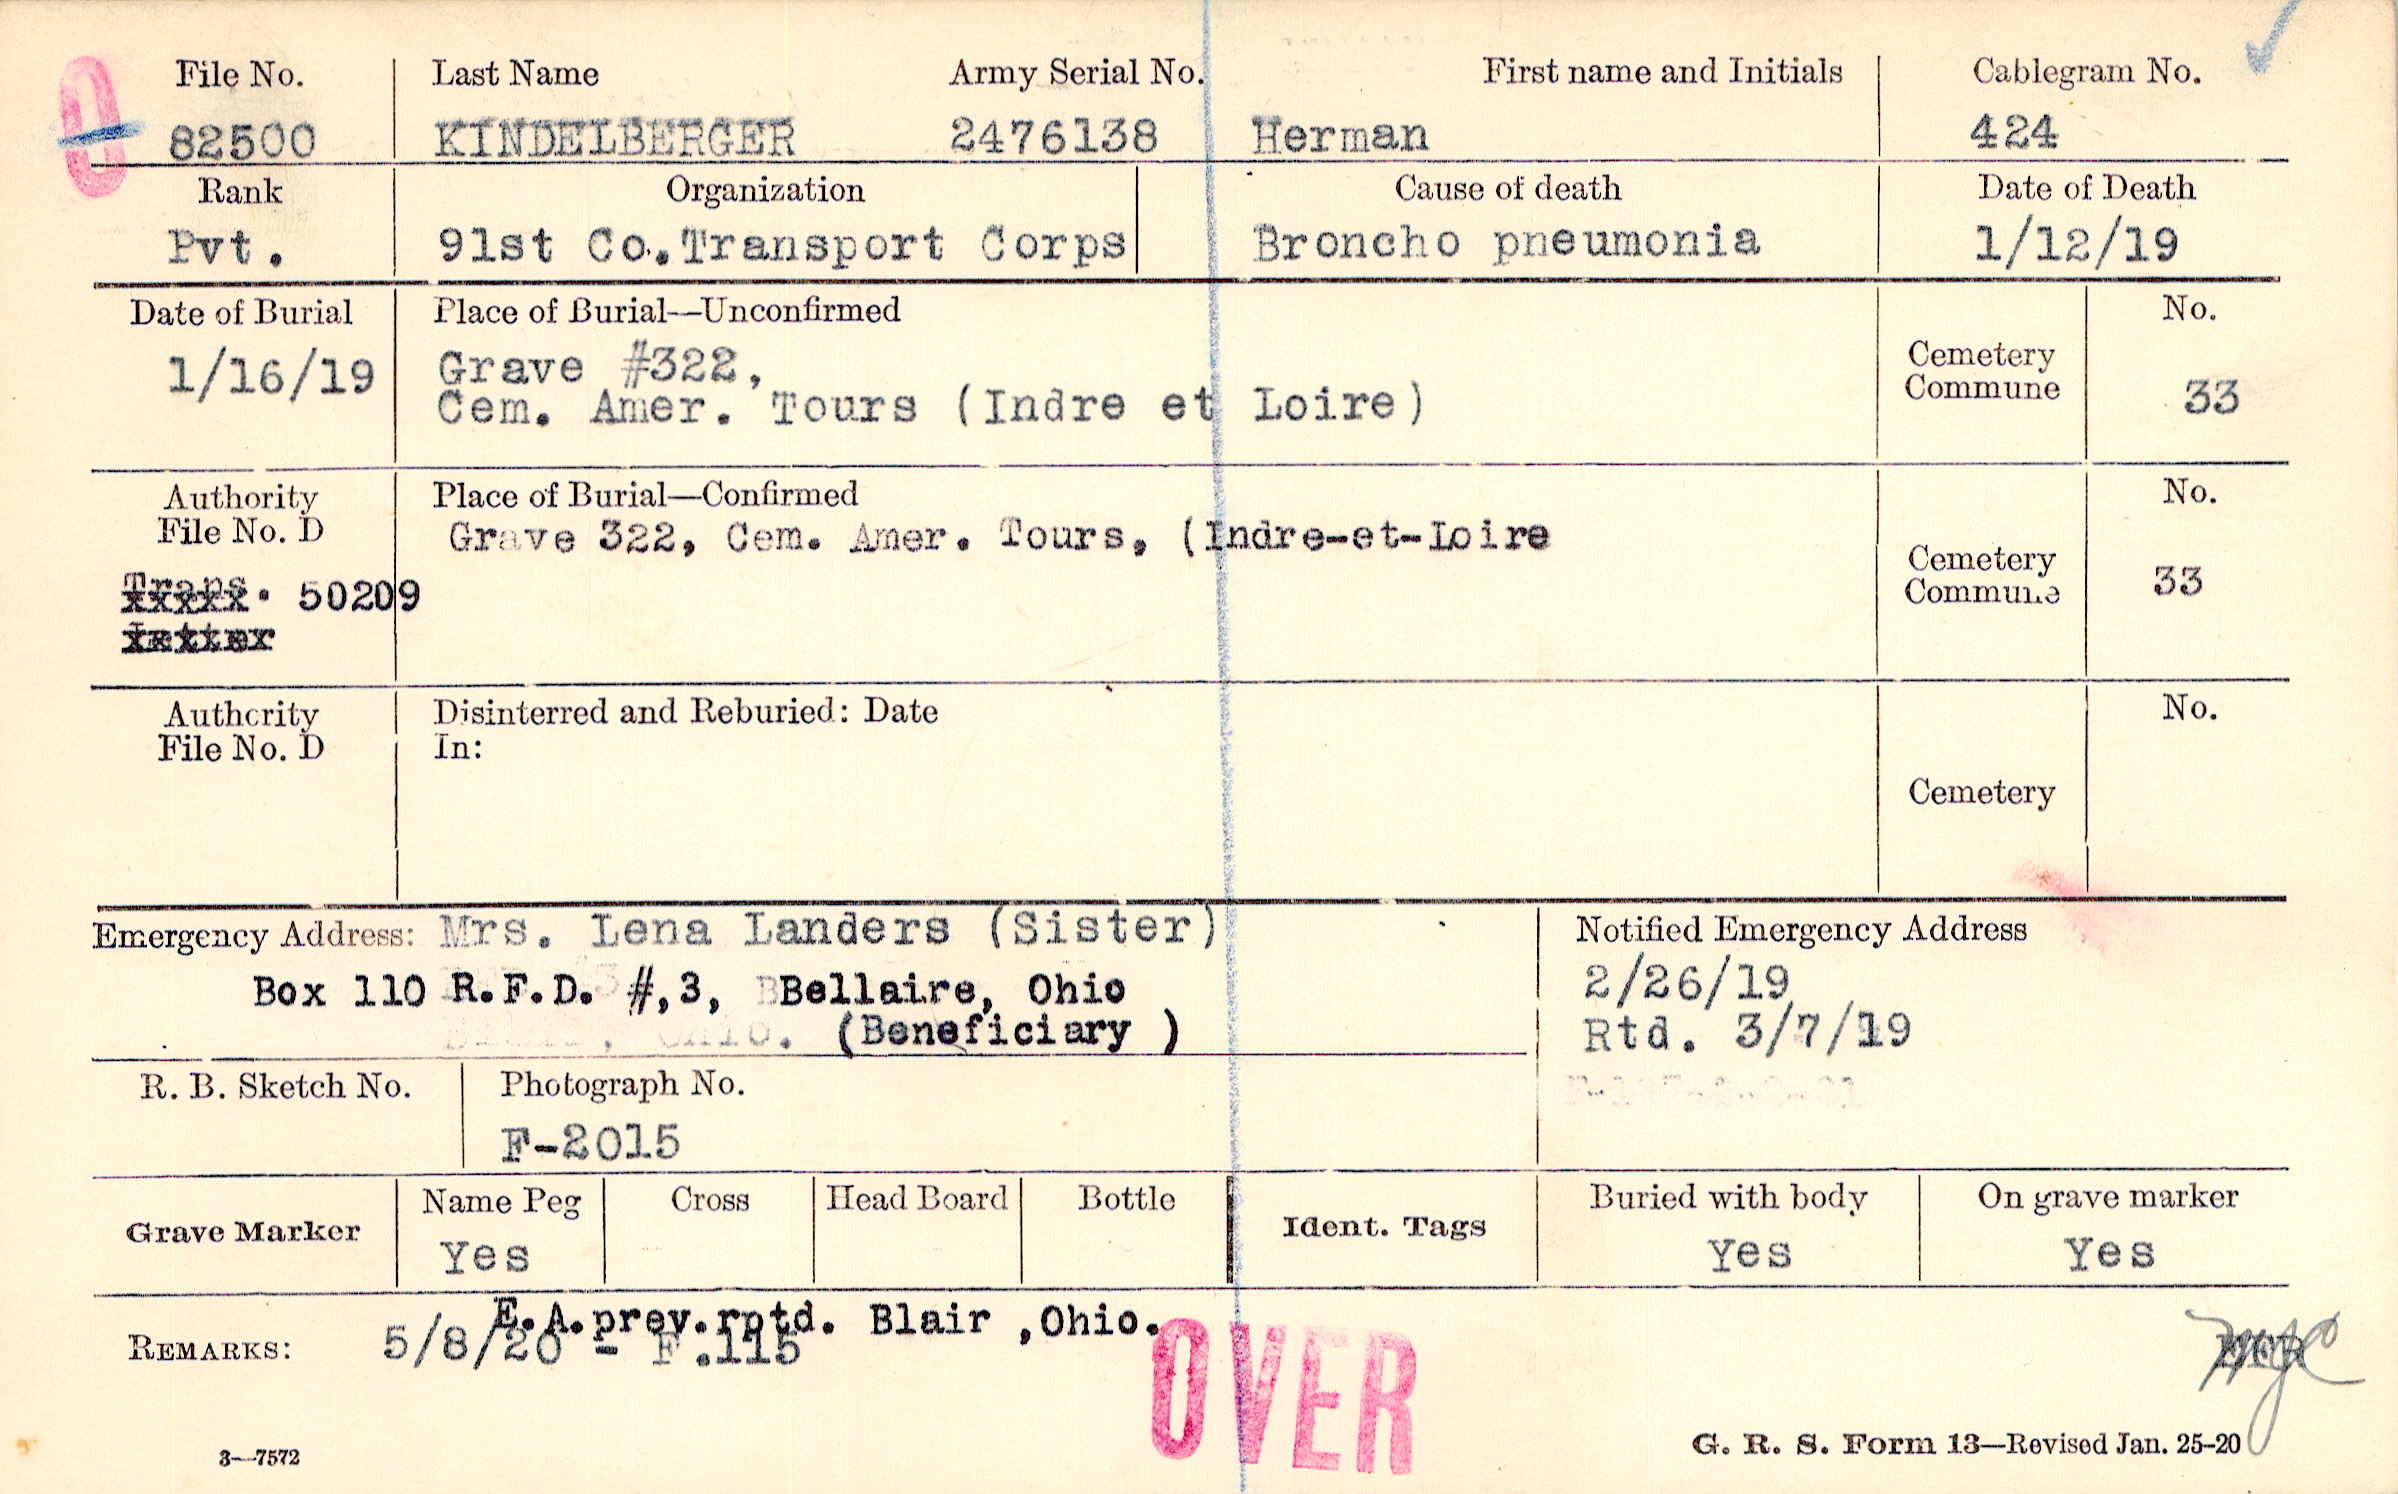 0
File No. Last Name Army Serial No. First name and Initials Cablegram No.
82500 KINDELBERGER 2476138 Herman 424
Rank Organization Cause of death Date of Death
Pvt. 91st Co. Transport Corps Broncho pneumonia 1/12/19
Date of Burial Place of Burial—Unconfirmed No.
1/16/19 Grave #322, Cemetery
Cem. Amer. Tours (Indre et Loire) Commune 33
Authority Place of Burial—Confirmed No.
File No. D Grave 322, Cem. Amer. Tours, (Indre-et-Loire Cemetery
Trans. 50209 Commune 33
Authority Disinterred and Reburied: Date No.
File No. D In:
Cemetery
Emergency Address: Mrs. Lena Landers (Sister) Notified Emergency Address
Box 110 R.F.D. #,3, Bellaire, Ohio 2/26/19
(Beneficiary ) Rtd. 3/7/19
R. B. Sketch No. Photograph No.
F-2015
Grave Marker Name Peg Cross Head Board Bottle Ident. Tags Buried with body On grave marker
Yes Yes Yes
E.A.prev.rptd. Blair ,Ohio.
REMARKS: 5/8/20 - F.115
OVER
3—7572 G. R. S. Form 13—Revised Jan. 25-20